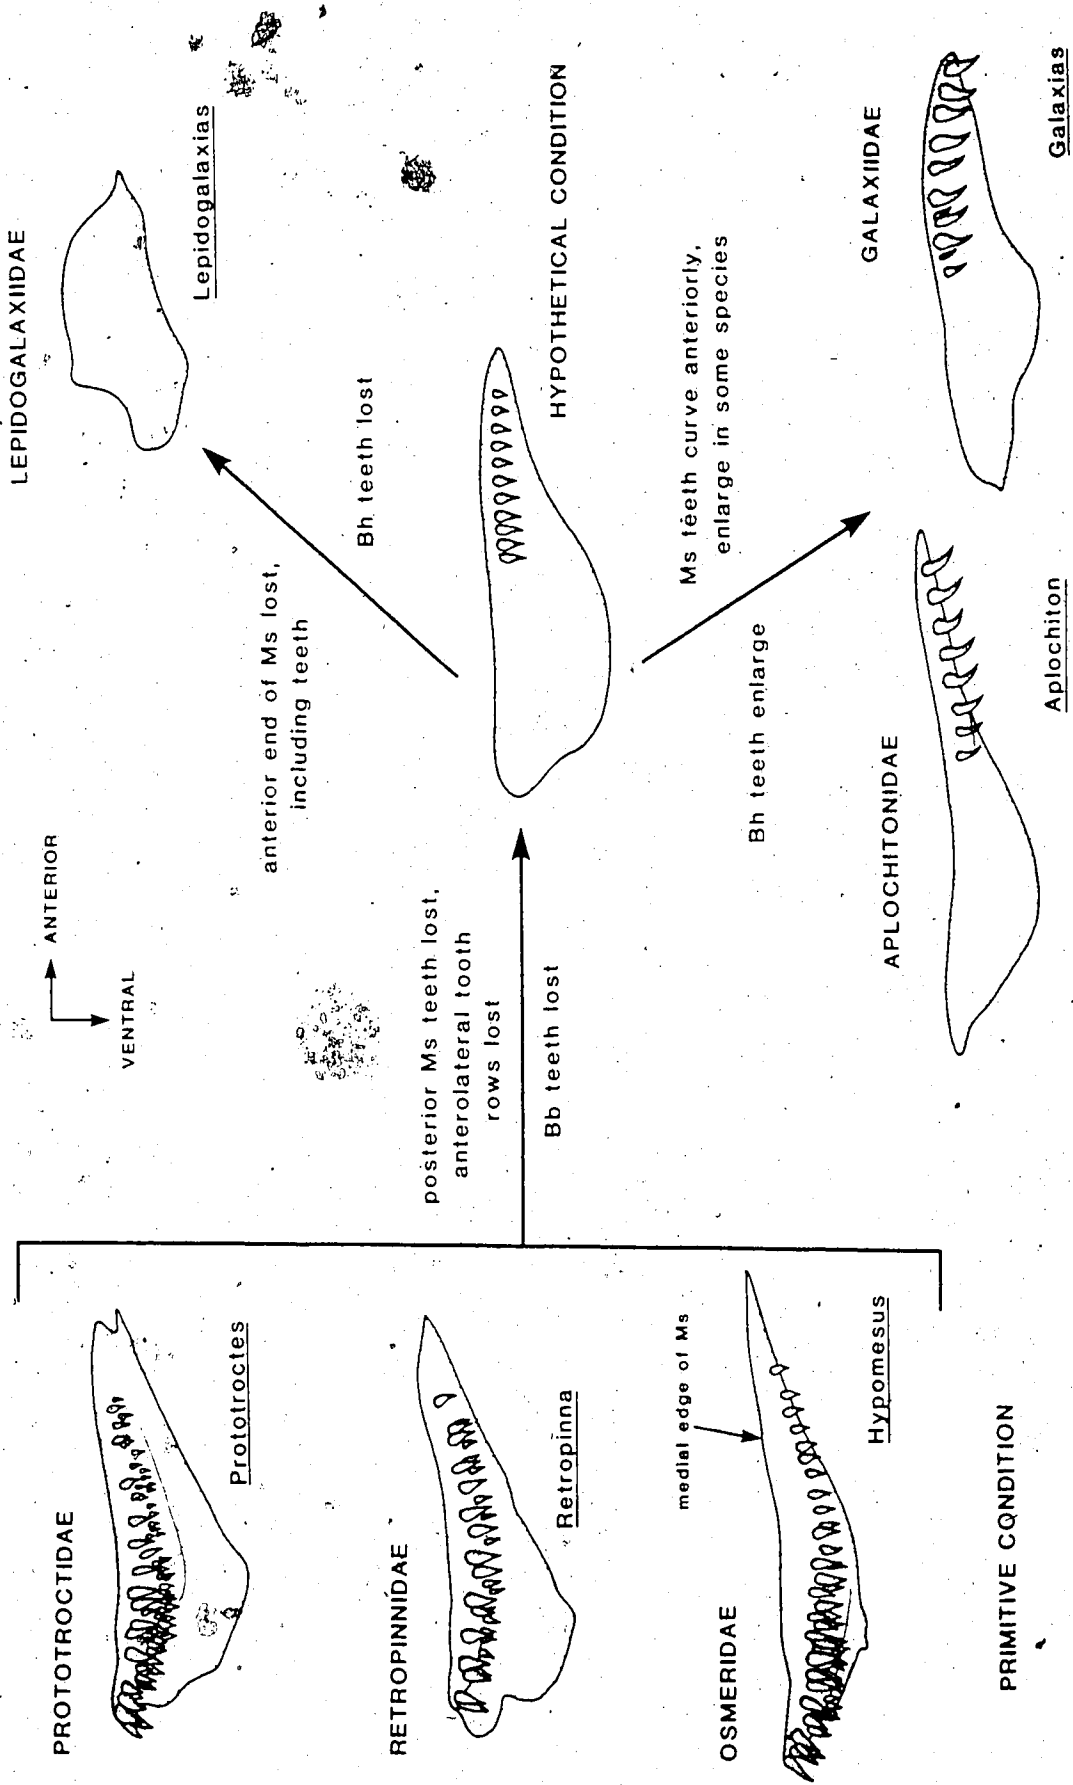 PROTOTROCTIDAE
Prototroctes
RETROPINNIDAE
Retropinna
OSMERIDAE
medial edge of Ms
Hypomesus
PRIMITIVE CONDITION
ANTERIOR
VENTRAL
posterior Ms teeth lost,
anterolateral tooth
rows lost
Bb teeth lost
HYPOTHETICAL CONDITION
anterior end of Ms lost,
including teeth
Bh teeth lost
LEPIDOGALAXIIDAE
Lepidogalaxias
Ms teeth curve anteriorly,
enlarge in some species
Bh teeth enlarge
APLOCHITONIDAE
Aplochiton
GALAXIIDAE
Galaxias